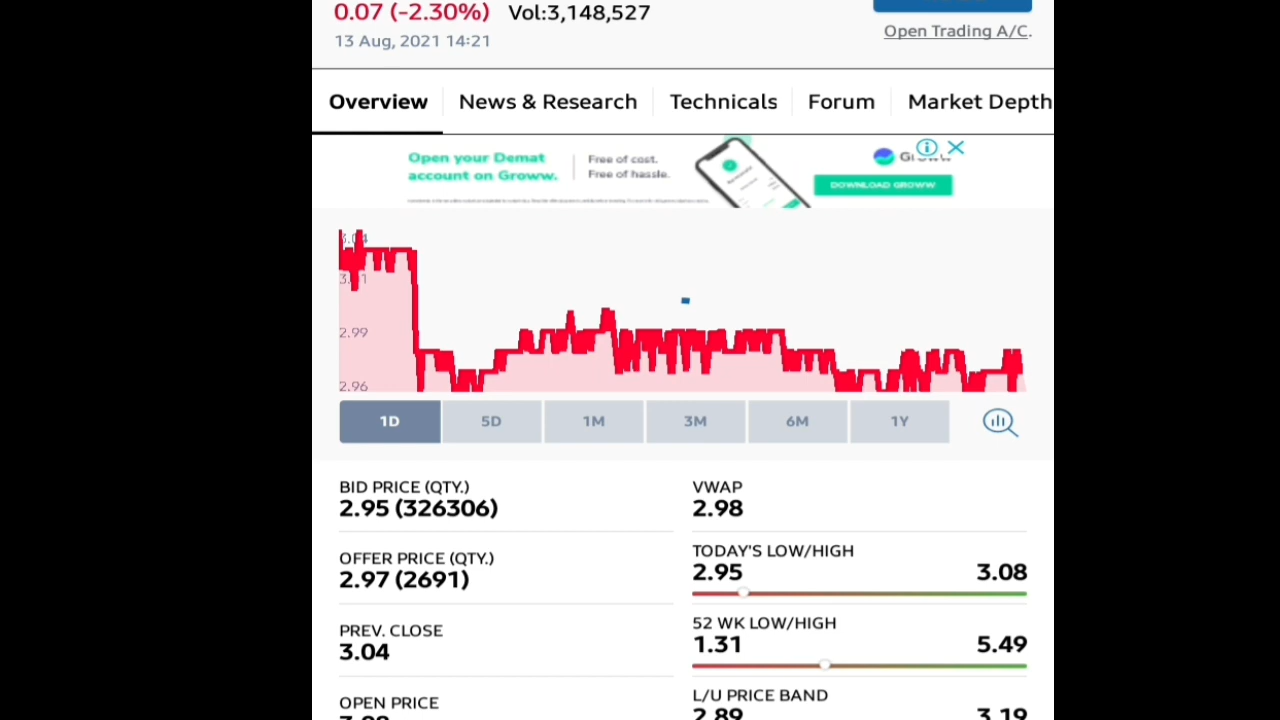 0.07 (-2.30%) Vol:3,148,527
13 Aug, 2021 14:21
Open Trading A/C.
Overview News & Research Technicals Forum Market Depth
Open your Demat
account on Groww.
Free of cost.
Free of hassle.
DOWNLOAD GROWW
3.04
2.99
2.96
1D 5D 1M 3M 6M 1Y
BID PRICE (QTY.)
2.95 (326306)
VWAP
2.98
OFFER PRICE (QTY.)
2.97 (2691)
TODAY'S LOW/HIGH
2.95 3.08
PREV. CLOSE
3.04
52 WK LOW/HIGH
1.31 5.49
OPEN PRICE
L/U PRICE BAND
2.89 3.19